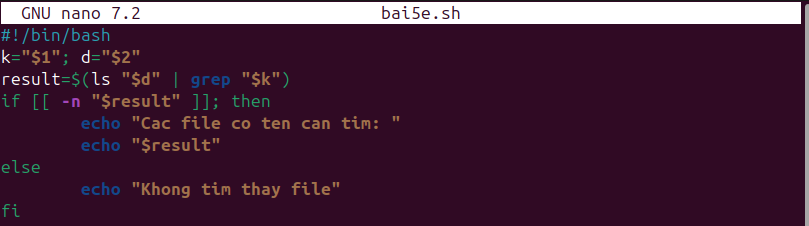 GNU nano 7.2 bai5e.sh
#!/bin/bash
k="$1"; d="$2"
result=$(ls "$d" | grep "$k")
if [[ -n "$result" ]]; then
        echo "Cac file co ten can tim: "
        echo "$result"
else
        echo "Khong tim thay file"
fi